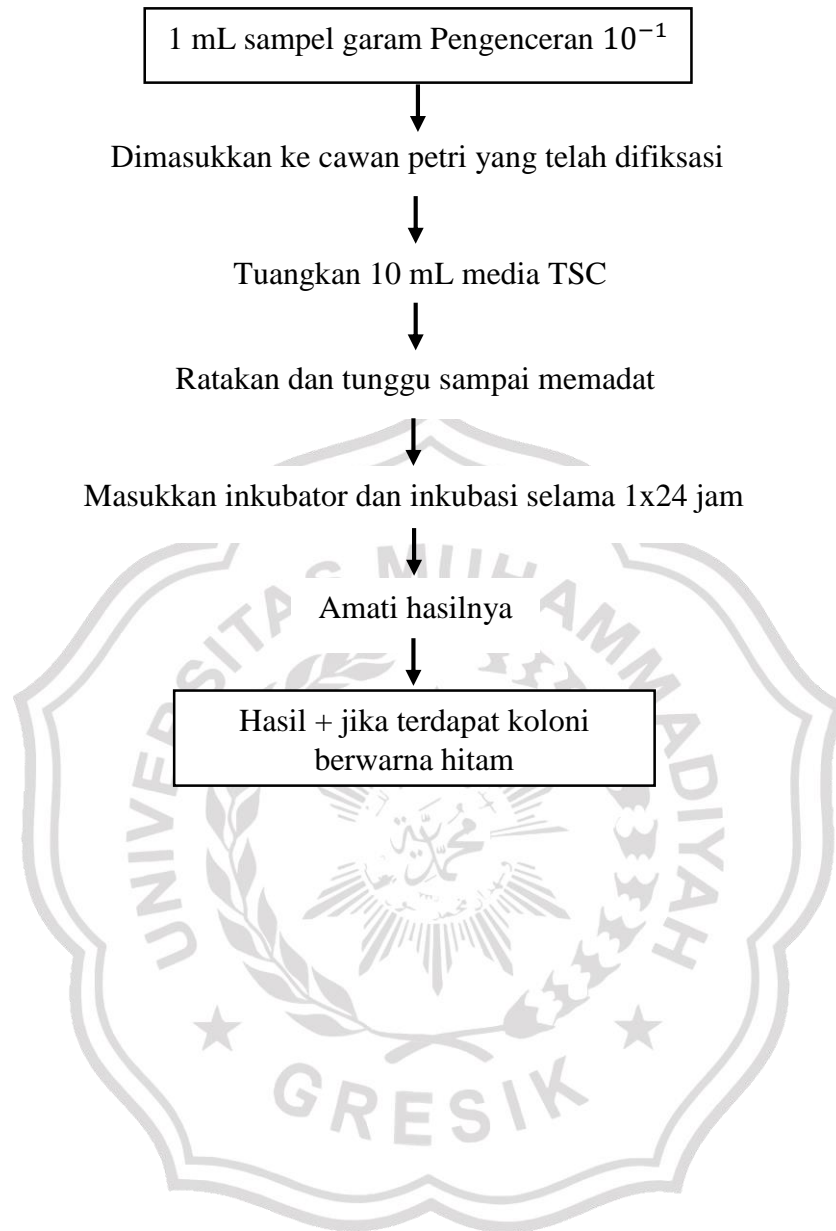 1 mL sampel garam Pengenceran 10⁻¹
Dimasukkan ke cawan petri yang telah difiksasi
Tuangkan 10 mL media TSC
Ratakan dan tunggu sampai memadat
Masukkan inkubator dan inkubasi selama 1x24 jam
Amati hasilnya
Hasil + jika terdapat koloni
berwarna hitam
UNIVERSITAS MUHAMMADIYAH
GRESIK